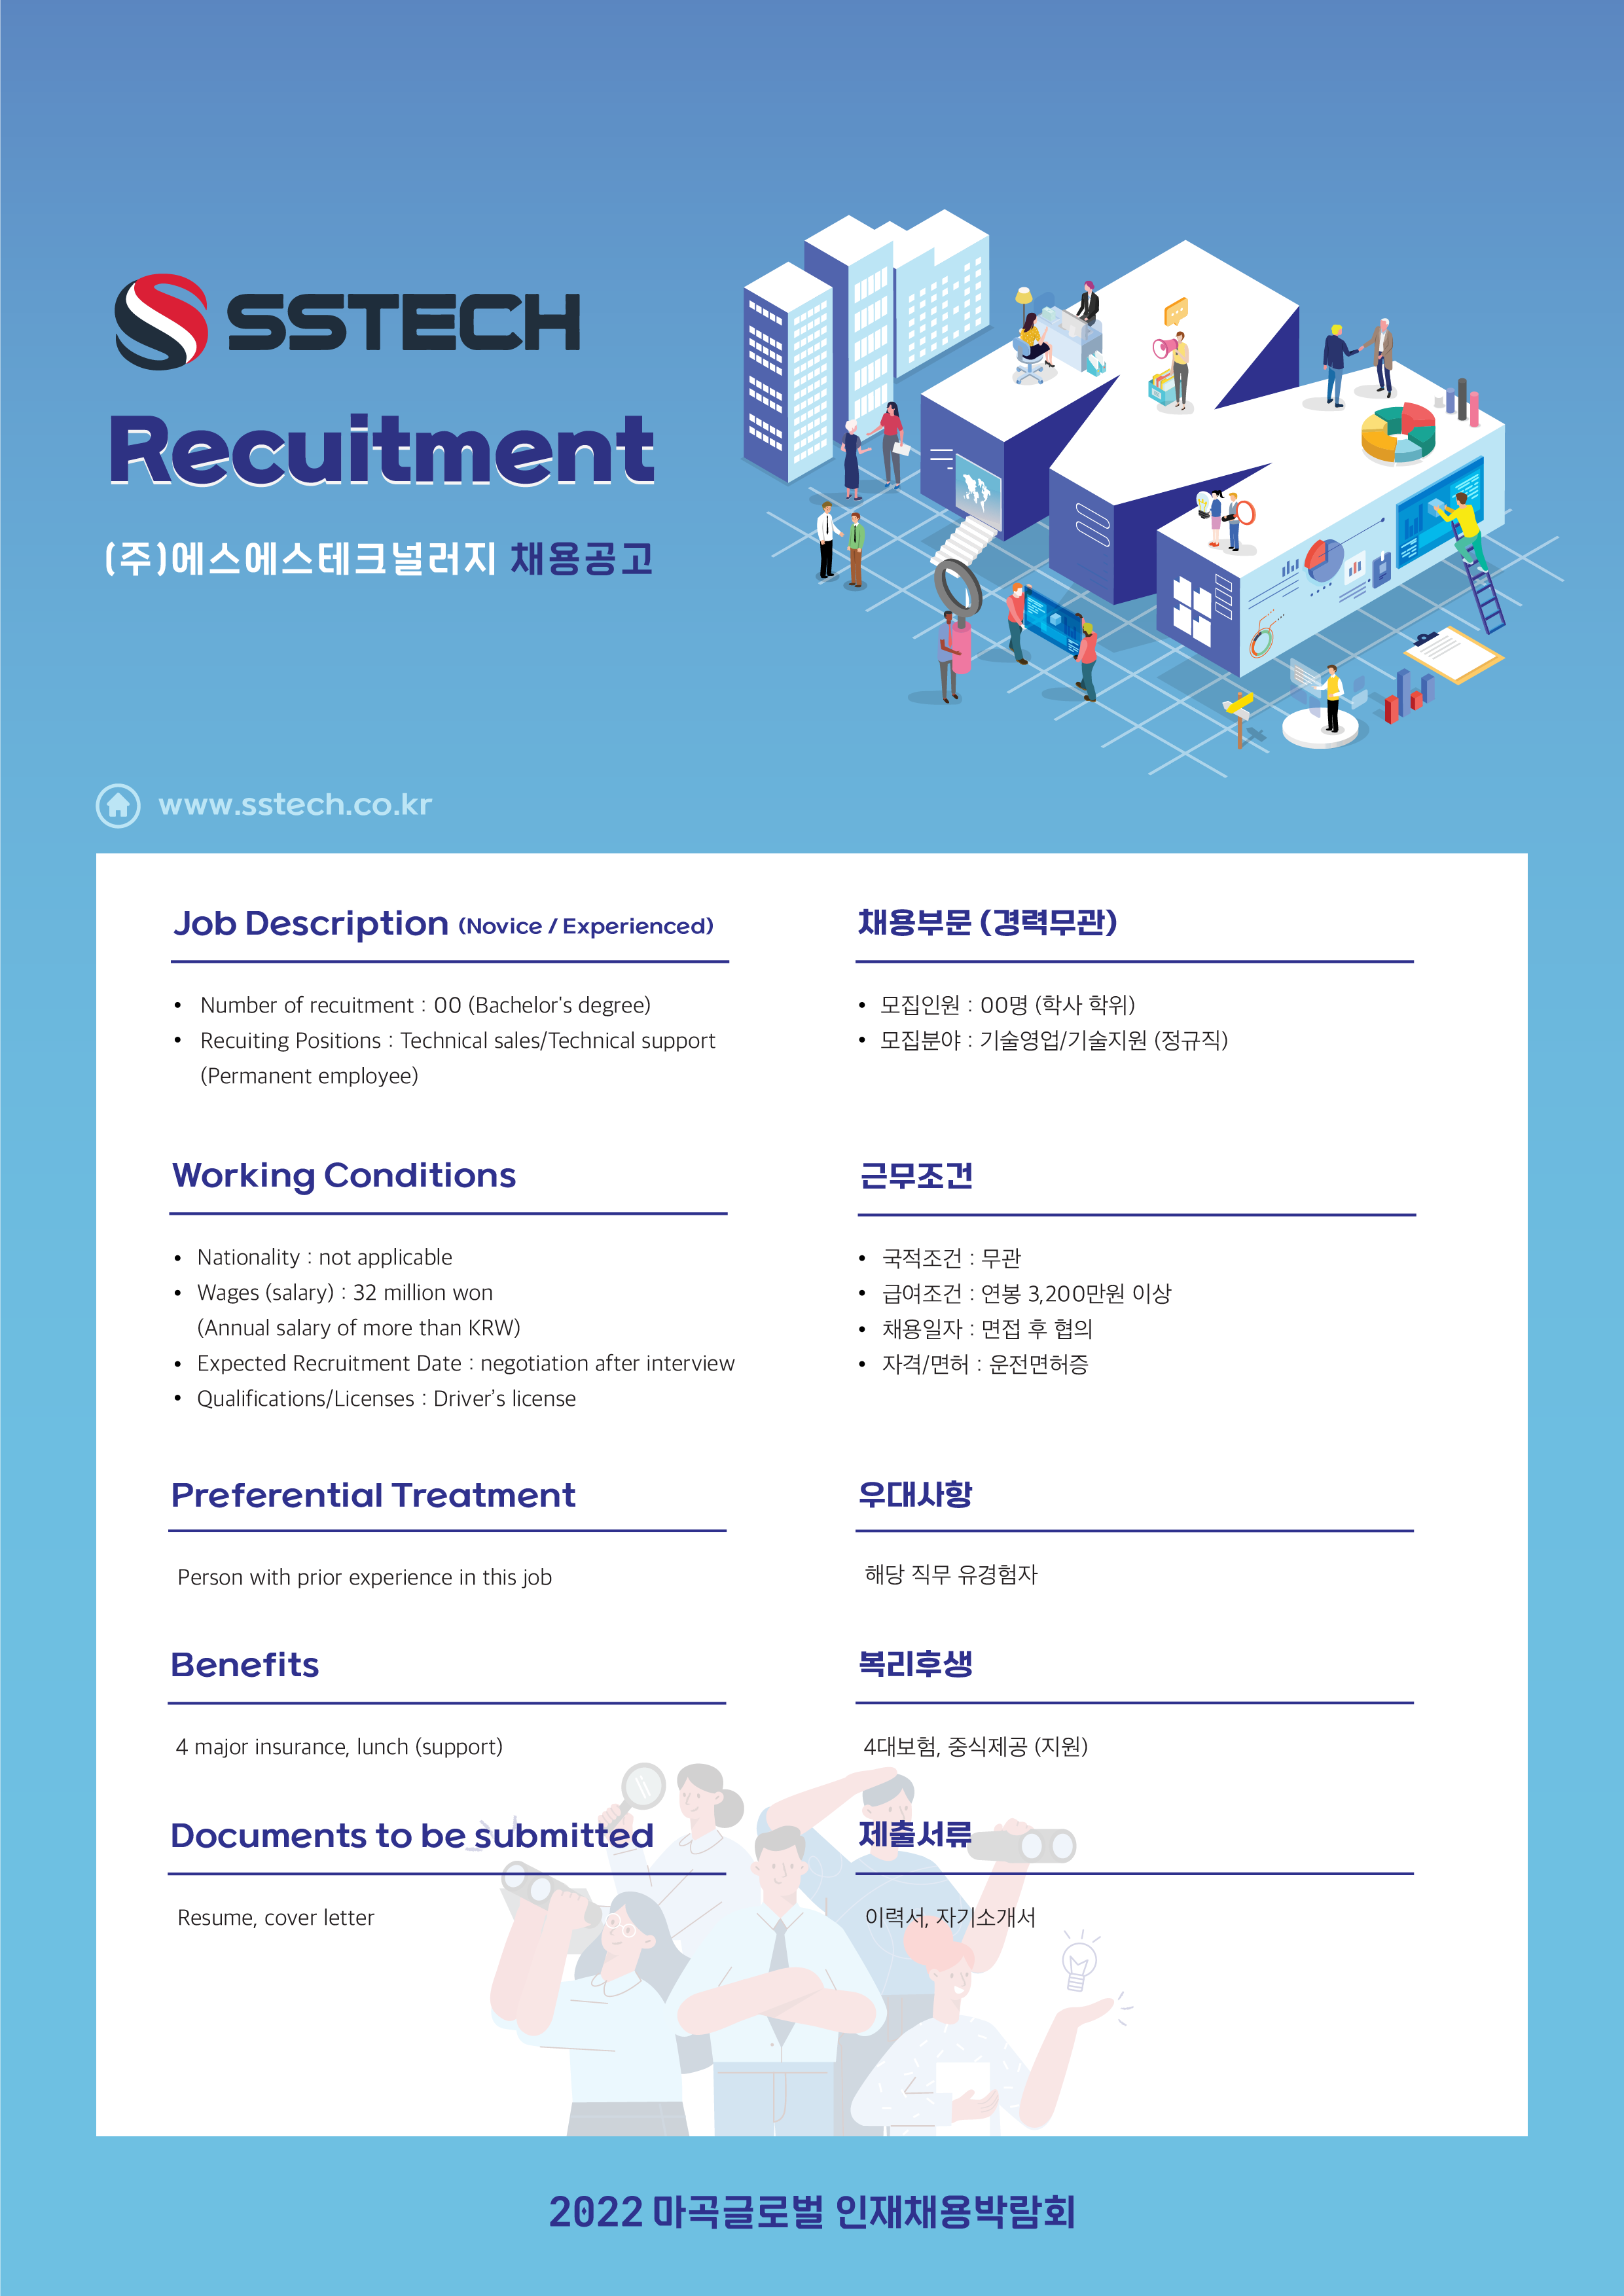 SSTECH
Recuitment
(주)에스에스테크널러지 채용공고
www.sstech.co.kr
Job Description (Novice / Experienced)
• Number of recuitment : 00 (Bachelor's degree)
• Recuiting Positions : Technical sales/Technical support
(Permanent employee)
채용부문 (경력무관)
• 모집인원 : 00명 (학사 학위)
• 모집분야 : 기술영업/기술지원 (정규직)
Working Conditions
• Nationality : not applicable
• Wages (salary) : 32 million won
(Annual salary of more than KRW)
• Expected Recruitment Date : negotiation after interview
• Qualifications/Licenses : Driver's license
근무조건
• 국적조건 : 무관
• 급여조건 : 연봉 3,200만원 이상
• 채용일자 : 면접 후 협의
• 자격/면허 : 운전면허증
Preferential Treatment
Person with prior experience in this job
우대사항
해당 직무 유경험자
Benefits
4 major insurance, lunch (support)
복리후생
4대보험, 중식제공 (지원)
Documents to be submitted
Resume, cover letter
제출서류
이력서, 자기소개서
2022 마곡글로벌 인재채용박람회